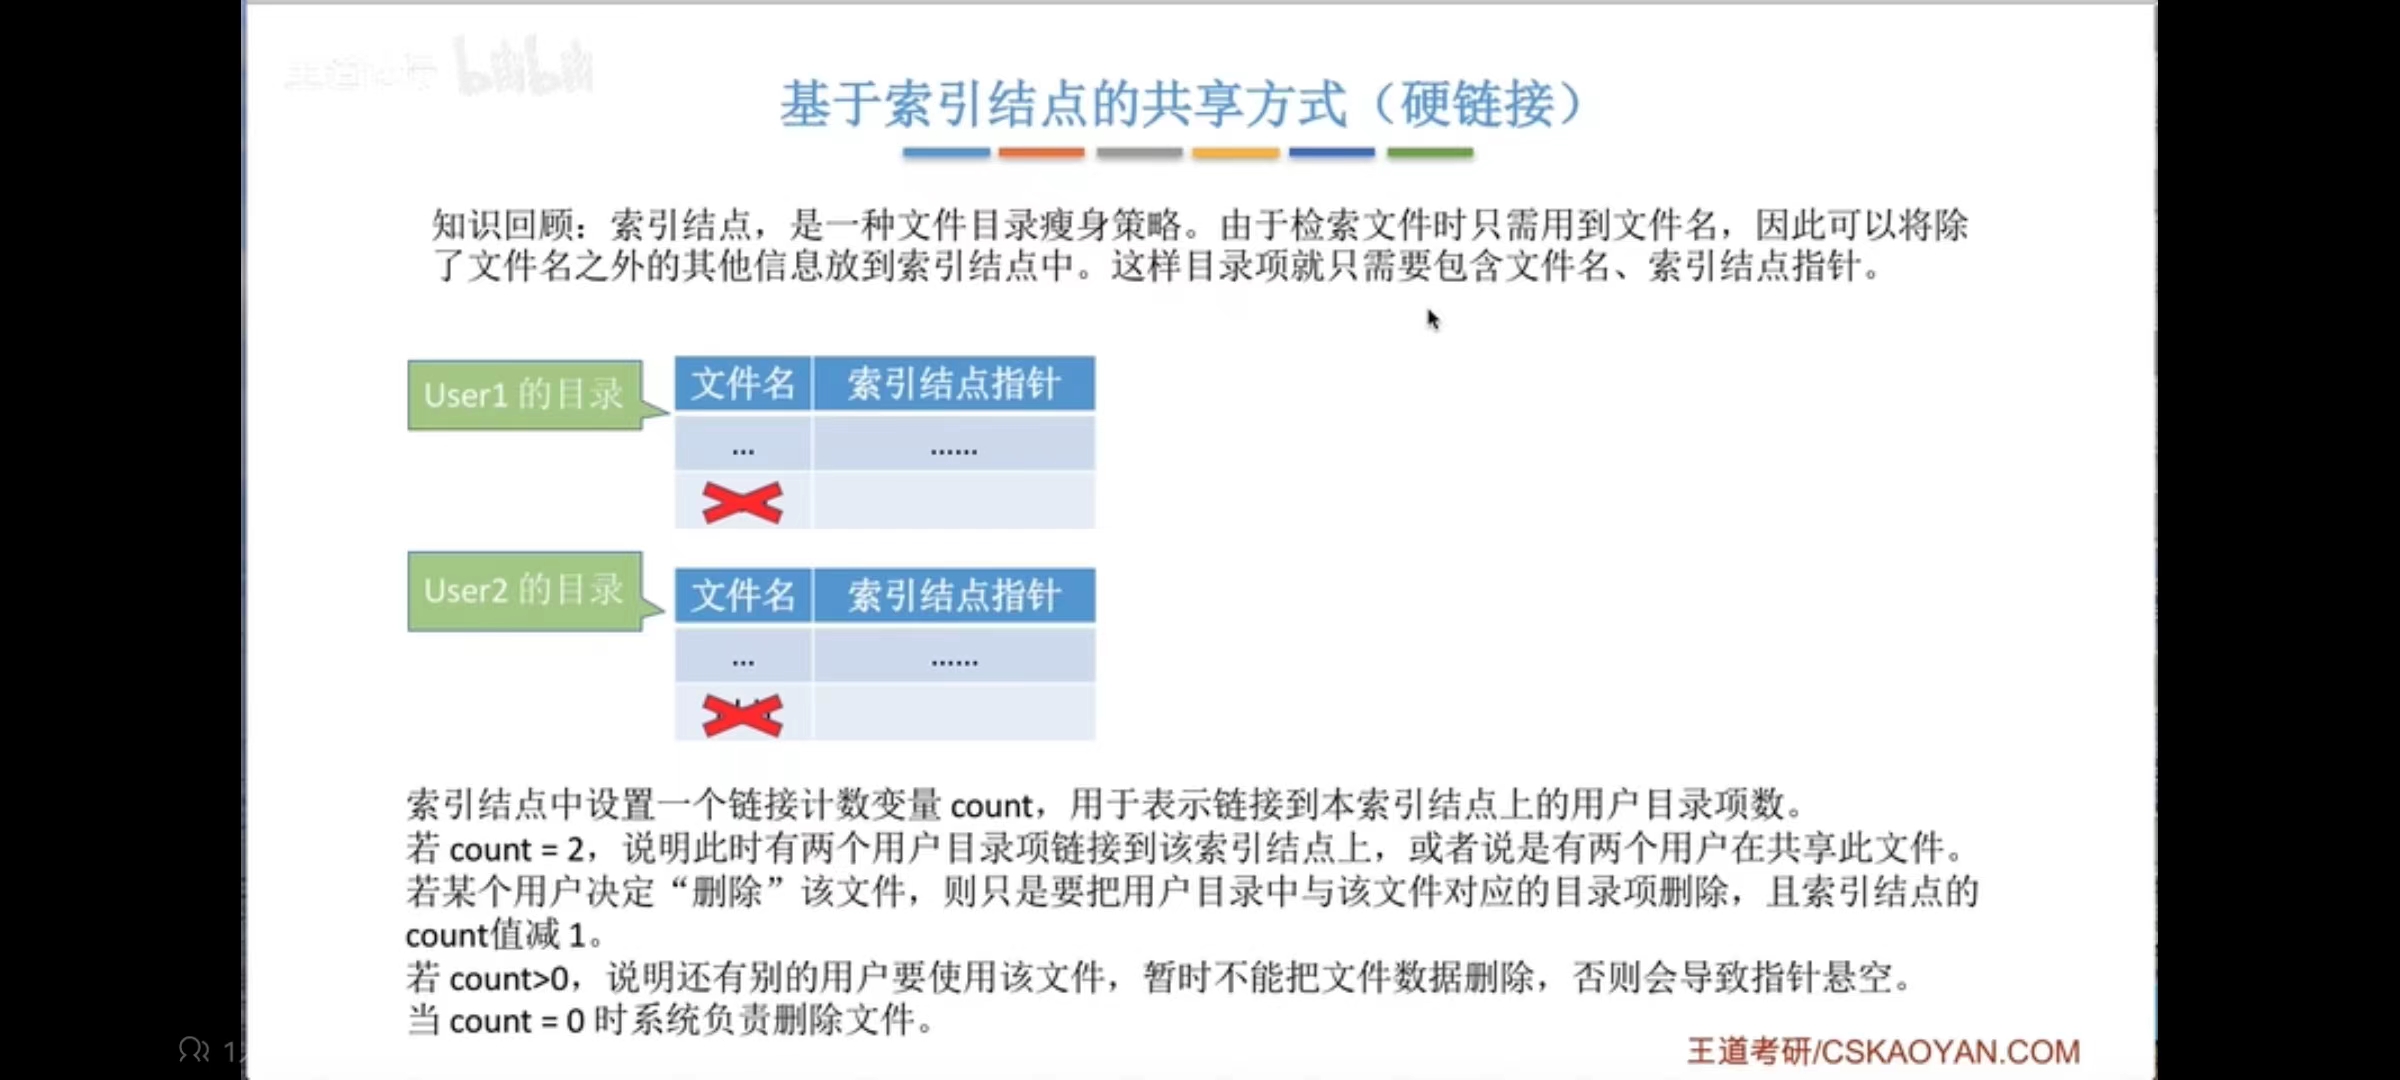 bilibili
基于索引结点的共享方式（硬链接）
知识回顾：索引结点，是一种文件目录瘦身策略。由于检索文件时只需用到文件名，因此可以将除
了文件名之外的其他信息放到索引结点中。这样目录项就只需要包含文件名、索引结点指针。
User1 的目录
文件名 索引结点指针
... ......
User2 的目录
文件名 索引结点指针
... ......
索引结点中设置一个链接计数变量 count，用于表示链接到本索引结点上的用户目录项数。
若 count = 2，说明此时有两个用户目录项链接到该索引结点上，或者说是有两个用户在共享此文件。
若某个用户决定“删除”该文件，则只是要把用户目录中与该文件对应的目录项删除，且索引结点的
count值减 1。
若 count>0，说明还有别的用户要使用该文件，暂时不能把文件数据删除，否则会导致指针悬空。
当 count = 0 时系统负责删除文件。
王道考研/CSKAOYAN.COM